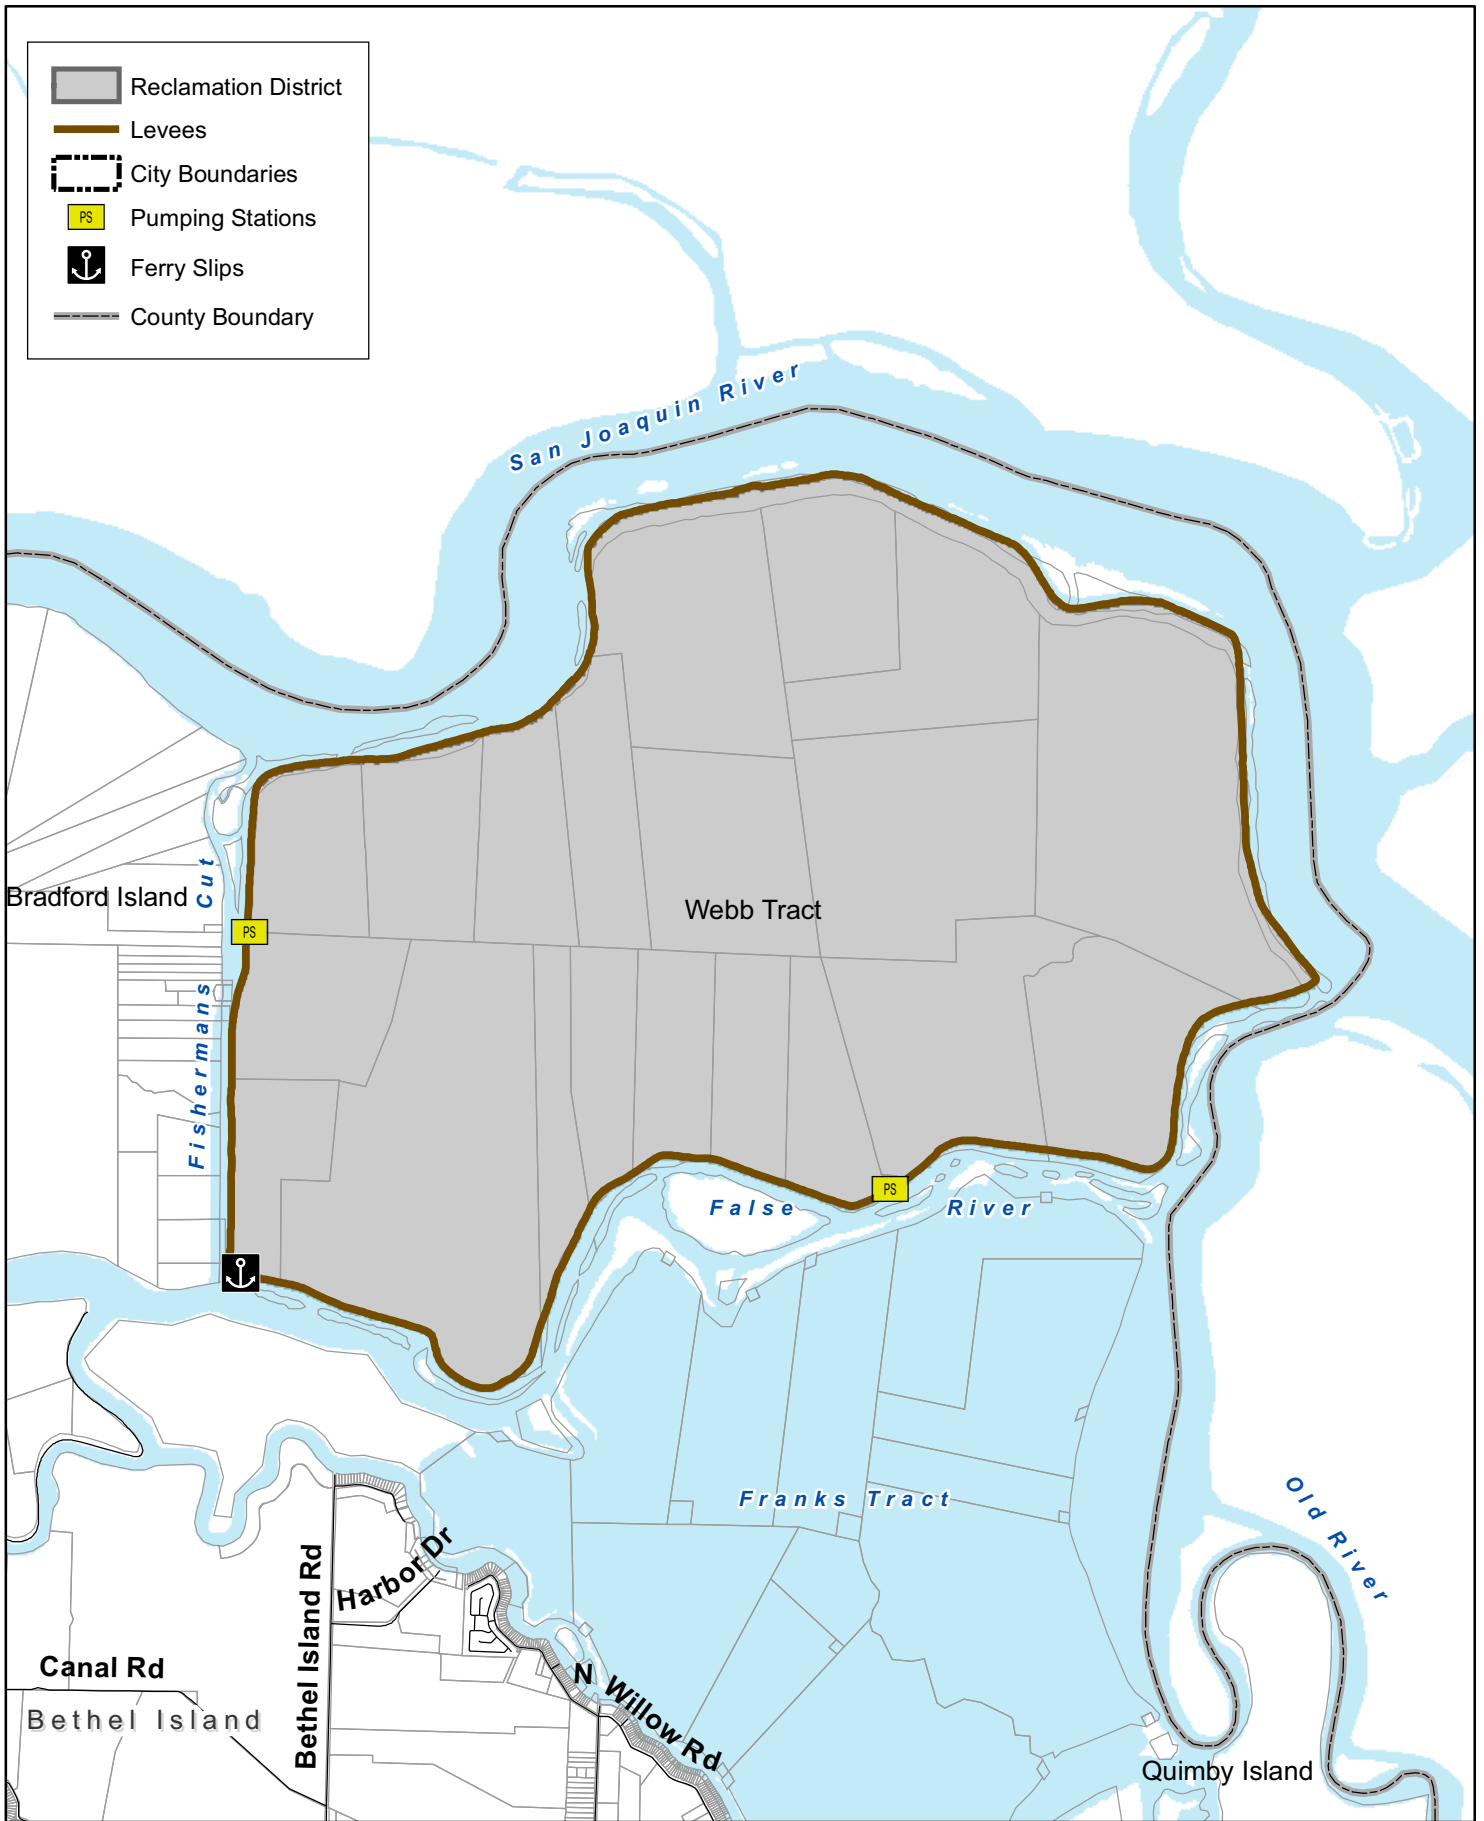 Reclamation District
Levees
City Boundaries
PS Pumping Stations
Ferry Slips
County Boundary
San Joaquin River
Bradford Island
Fishermans Cut
PS
Webb Tract
PS
False River
Franks Tract
Old River
Harbor Dr
Bethel Island Rd
Canal Rd
Bethel Island
N Willow Rd
Quimby Island